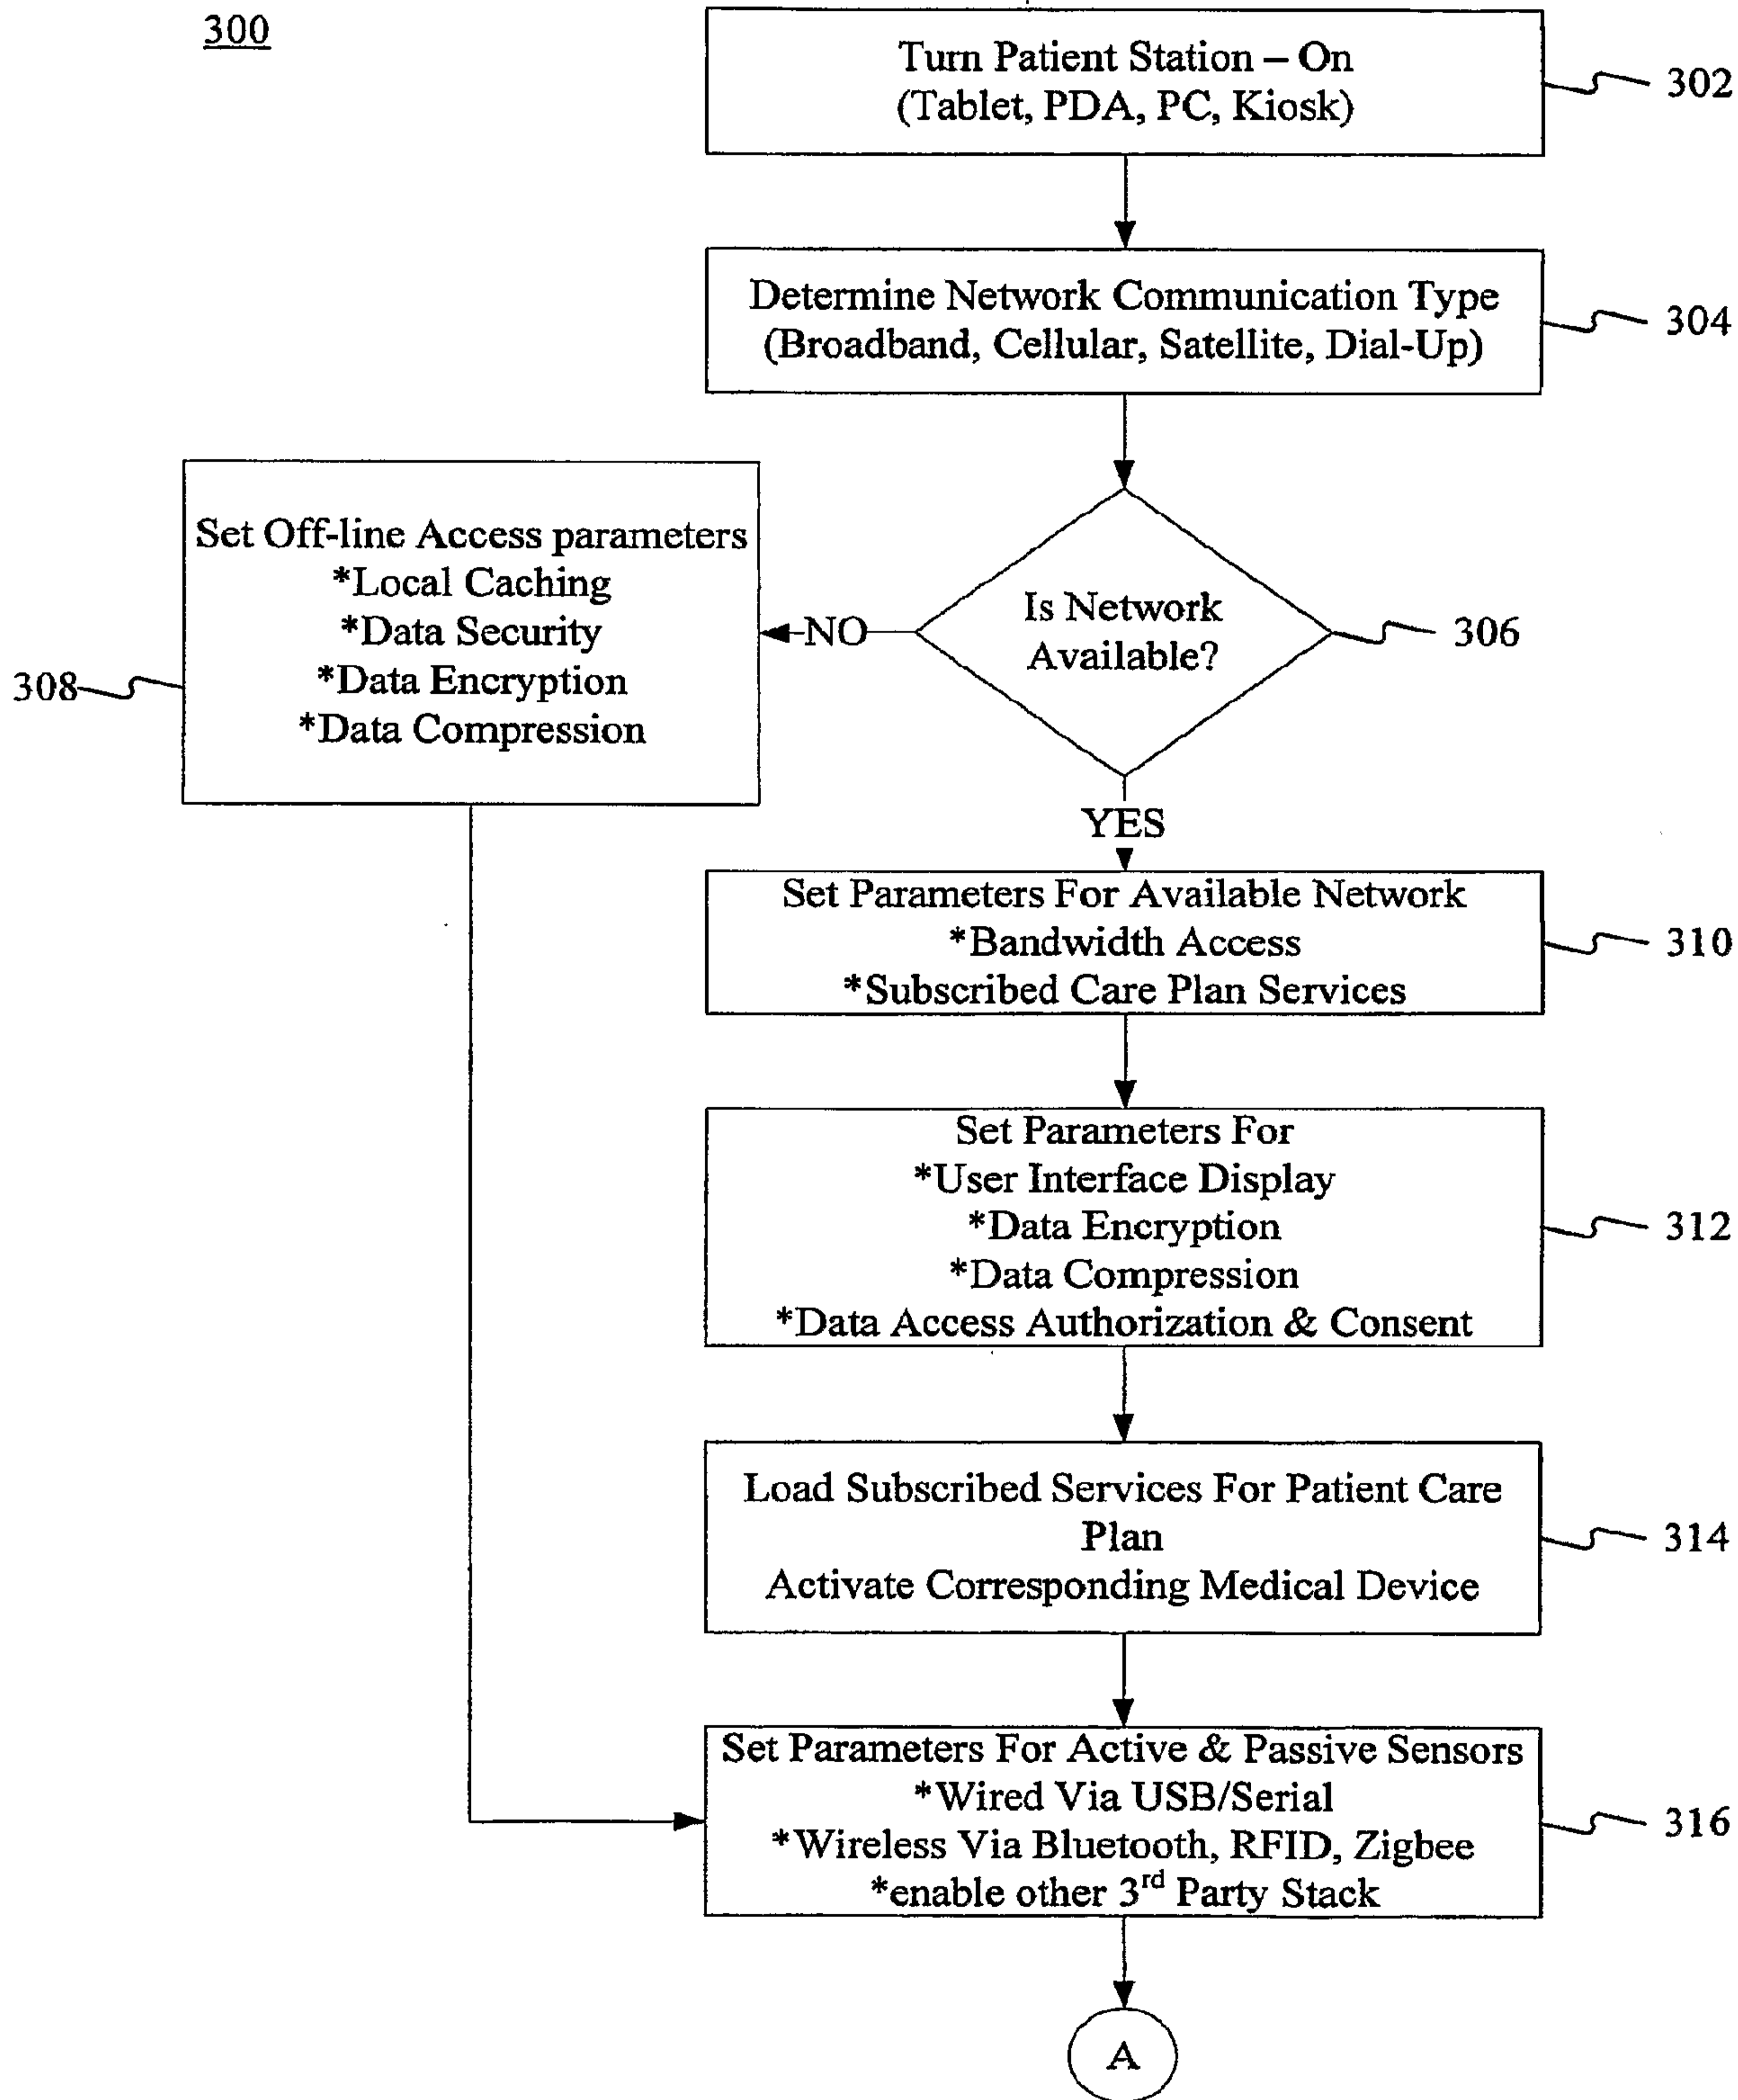 300
Turn Patient Station – On
(Tablet, PDA, PC, Kiosk)
302
Determine Network Communication Type
(Broadband, Cellular, Satellite, Dial-Up)
304
Set Off-line Access parameters
*Local Caching
*Data Security
*Data Encryption
*Data Compression
308
NO
Is Network
Available?
306
YES
Set Parameters For Available Network
*Bandwidth Access
*Subscribed Care Plan Services
310
Set Parameters For
*User Interface Display
*Data Encryption
*Data Compression
*Data Access Authorization & Consent
312
Load Subscribed Services For Patient Care
Plan
Activate Corresponding Medical Device
314
Set Parameters For Active & Passive Sensors
*Wired Via USB/Serial
*Wireless Via Bluetooth, RFID, Zigbee
*enable other 3rd Party Stack
316
A